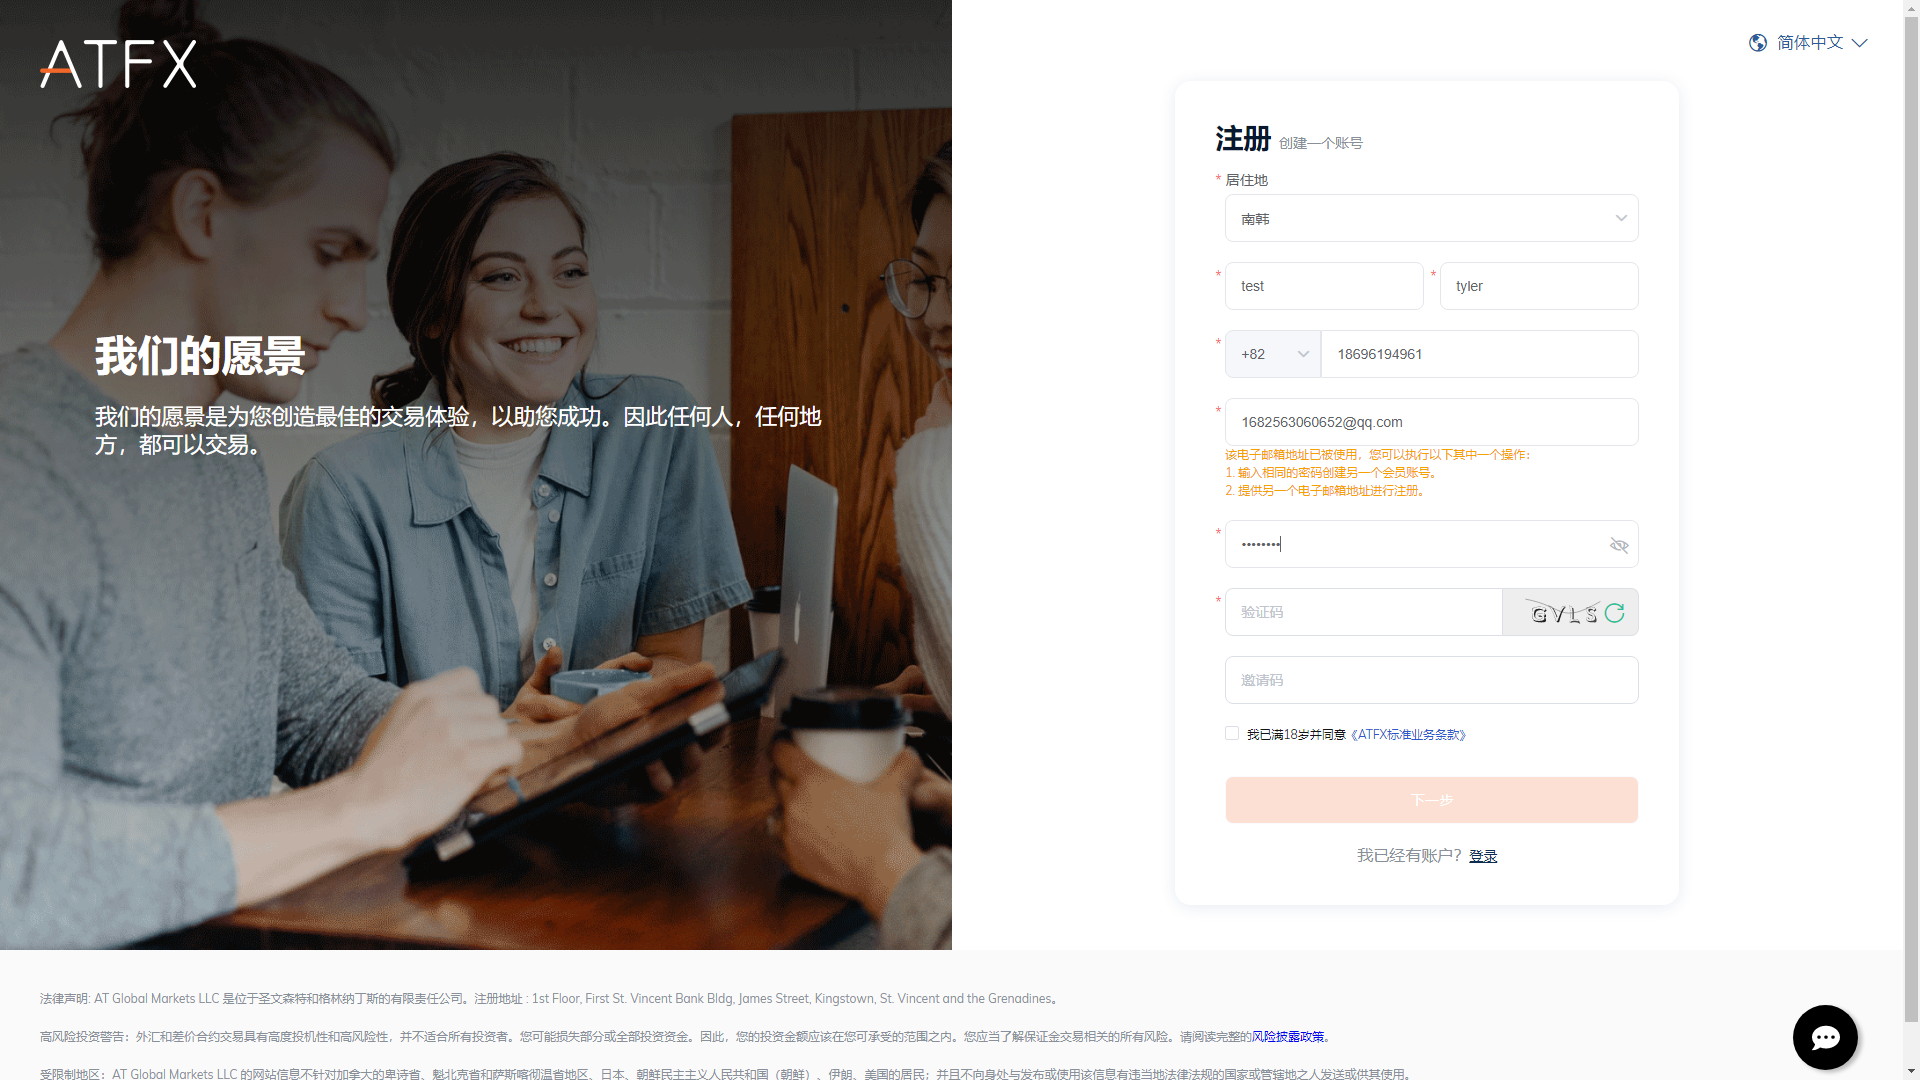 ATFX
简体中文
我们的愿景
我们的愿景是为您创造最佳的交易体验，以助您成功。因此任何人，任何地
方，都可以交易。
注册 创建一个账号
* 居住地
南韩
* test * tyler
* +82 18696194961
* 1682563060652@qq.com
该电子邮箱地址已被使用，您可以执行以下其中一个操作：
1. 输入相同的密码创建另一个会员账号。
2. 提供另一个电子邮箱地址进行注册。
* ••••••••
* 验证码 GVLS
邀请码
我已满18岁并同意《ATFX标准业务条款》
下一步
我已经有账户？登录
法律声明: AT Global Markets LLC 是位于圣文森特和格林纳丁斯的有限责任公司。注册地址 : 1st Floor, First St. Vincent Bank Bldg, James Street, Kingstown, St. Vincent and the Grenadines。
高风险投资警告：外汇和差价合约交易具有高度投机性和高风险性，并不适合所有投资者。您可能损失部分或全部投资资金。因此，您的投资金额应该在您可承受的范围之内。您应当了解保证金交易相关的所有风险。请阅读完整的风险披露政策。
受限制地区：AT Global Markets LLC 的网站信息不针对加拿大的卑诗省、魁北克省和萨斯喀彻温省地区、日本、朝鲜民主主义人民共和国（朝鲜）、伊朗、美国的居民；并且不向身处与发布或使用该信息有违当地法律法规的国家或管辖地之人发送或供其使用。